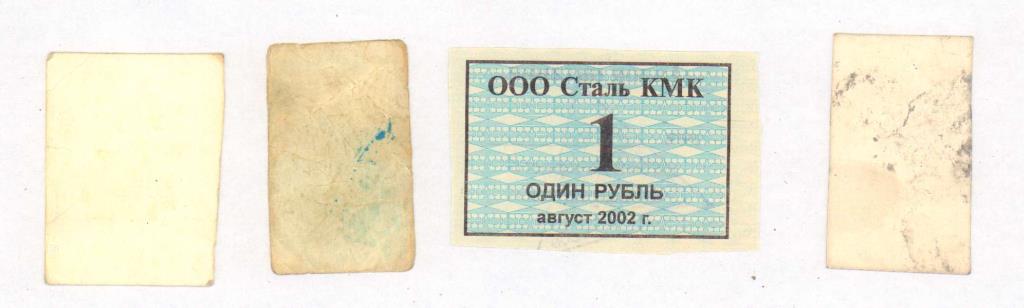 ООО Сталь КМК
1
ОДИН РУБЛЬ
август 2002 г.